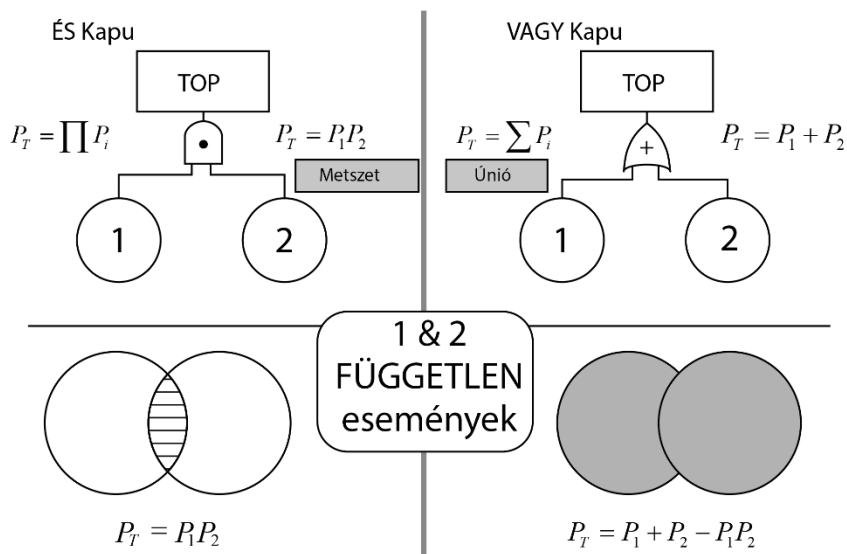 ÉS Kapu
TOP
P_T = ∏ P_i
P_T = P_1P_2
Metszet
1
2
VAGY Kapu
TOP
P_T = ∑ P_i
+
P_T = P_1 + P_2
Únió
1
2
1 & 2
FÜGGETLEN
események
P_T = P_1P_2
P_T = P_1 + P_2 − P_1P_2